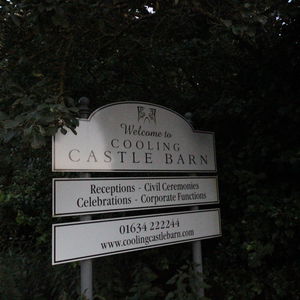 Welcome to
COOLING
CASTLE BARN
Receptions - Civil Ceremonies
Celebrations - Corporate Functions
01634 222244
www.coolingcastlebarn.com